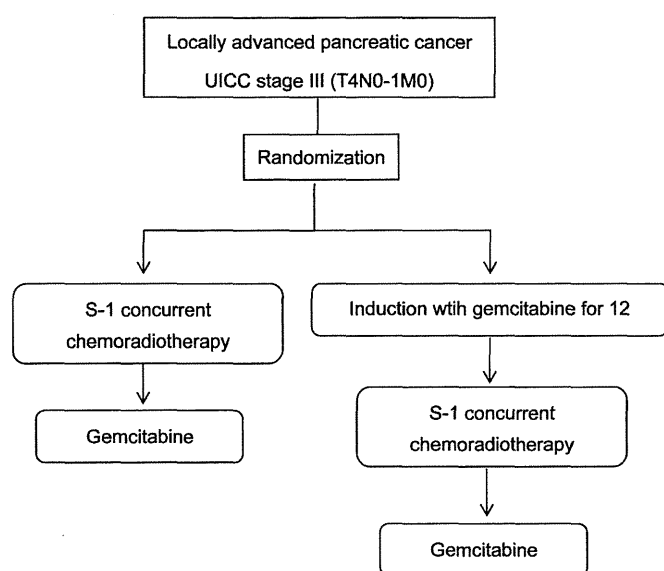 Locally advanced pancreatic cancer
UICC stage III (T4N0-1M0)
Randomization
S-1 concurrent
chemoradiotherapy
Gemcitabine
Induction wtih gemcitabine for 12
S-1 concurrent
chemoradiotherapy
Gemcitabine